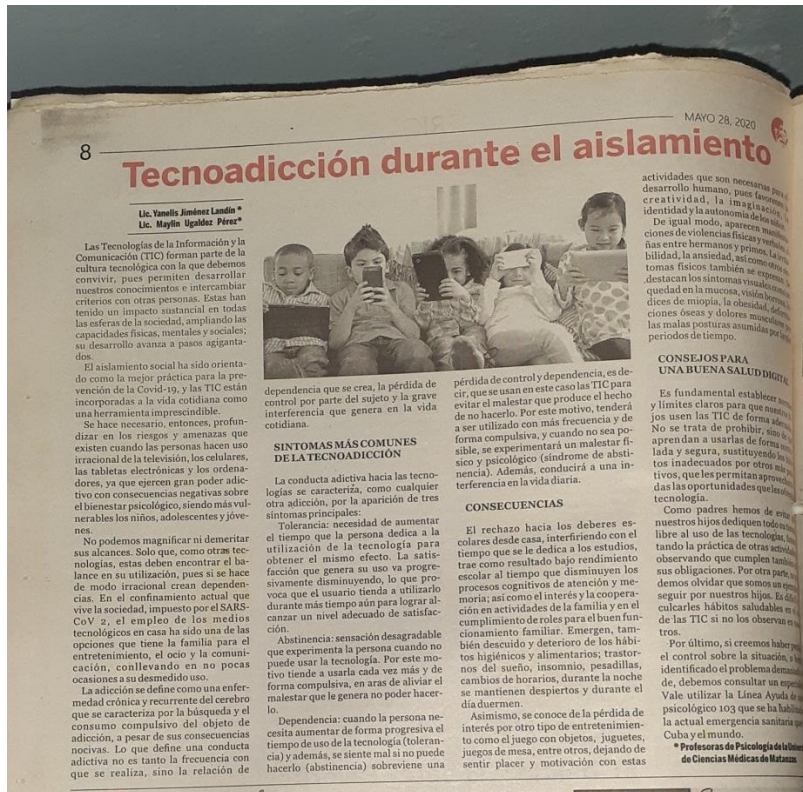 MAYO 28, 2020
8
Tecnoadicción durante el aislamiento
Lic. Yanelis Jiménez Landín *
Lic. Maylin Ugaldez Pérez*
Las Tecnologías de la Información y la
Comunicación (TIC) forman parte de la
cultura tecnológica con la que debemos
convivir, pues permiten desarrollar
nuestros conocimientos e intercambiar
criterios con otras personas. Estas han
tenido un impacto sustancial en todas
las esferas de la sociedad, ampliando las
capacidades físicas, mentales y sociales;
su desarrollo avanza a pasos agiganta-
dos.
El aislamiento social ha sido orienta-
do como la mejor práctica para la pre-
vención de la Covid-19, y las TIC están
incorporadas a la vida cotidiana como
una herramienta imprescindible.
Se hace necesario, entonces, profun-
dizar en los riesgos y amenazas que
existen cuando las personas hacen uso
irracional de la televisión, los celulares,
las tabletas electrónicas y los ordena-
dores, ya que ejercen gran poder adic-
tivo con consecuencias negativas sobre
el bienestar psicológico, siendo más vul-
nerables los niños, adolescentes y jóve-
nes.
No podemos magnificar ni demeritar
sus alcances. Solo que, como otras tec-
nologías, estas deben encontrar el ba-
lance en su utilización, pues si se hace
de modo irracional crean dependen-
cias. En el confinamiento actual que
vive la sociedad, impuesto por el SARS-
CoV 2, el empleo de los medios
tecnológicos en casa ha sido una de las
opciones que tiene la familia para el
entretenimiento, el ocio y la comuni-
cación, conllevando en no pocas
ocasiones a su desmedido uso.
La adicción se define como una enfer-
medad crónica y recurrente del cerebro
que se caracteriza por la búsqueda y el
consumo compulsivo del objeto de
adicción, a pesar de sus consecuencias
nocivas. Lo que define una conducta
adictiva no es tanto la frecuencia con
que se realiza, sino la relación de
dependencia que se crea, la pérdida de
control por parte del sujeto y la grave
interferencia que genera en la vida
cotidiana.
SINTOMAS MÁS COMUNES
DE LA TECNOADICCIÓN
La conducta adictiva hacia las tecno-
logías se caracteriza, como cualquier
otra adicción, por la aparición de tres
síntomas principales:
Tolerancia: necesidad de aumentar
el tiempo que la persona dedica a la
utilización de la tecnología para
obtener el mismo efecto. La satis-
facción que genera su uso va progre-
sivamente disminuyendo, lo que pro-
voca que el usuario tienda a utilizarlo
durante más tiempo aún para lograr al-
canzar un nivel adecuado de satisfac-
ción.
Abstinencia: sensación desagradable
que experimenta la persona cuando no
puede usar la tecnología. Por este mo-
tivo tiende a usarla cada vez más y de
forma compulsiva, en aras de aliviar el
malestar que le genera no poder hacer-
lo.
Dependencia: cuando la persona ne-
cesita aumentar de forma progresiva el
tiempo de uso de la tecnología (toleran-
cia) y además, se siente mal si no puede
hacerlo (abstinencia) sobreviene una
pérdida de control y dependencia, es de-
cir, que se usan en este caso las TIC para
evitar el malestar que produce el hecho
de no hacerlo. Por este motivo, tenderá
a ser utilizado con más frecuencia y de
forma compulsiva, y cuando no sea po-
sible, se experimentará un malestar fí-
sico y psicológico (síndrome de absti-
nencia). Además, conducirá a una in-
terferencia en la vida diaria.
CONSECUENCIAS
El rechazo hacia los deberes es-
colares desde casa, interfiriendo con el
tiempo que se le dedica a los estudios,
trae como resultado bajo rendimiento
escolar al tiempo que disminuyen los
procesos cognitivos de atención y me-
moria; así como el interés y la coopera-
ción en actividades de la familia y en el
cumplimiento de roles para el buen fun-
cionamiento familiar. Emergen, tam-
bién descuido y deterioro de los hábi-
tos higiénicos y alimentarios; trastor-
nos del sueño, insomnio, pesadillas,
cambios de horarios, durante la noche
se mantienen despiertos y durante el
día duermen.
Asimismo, se conoce de la pérdida de
interés por otro tipo de entretenimien-
to como el juego con objetos, juguetes,
juegos de mesa, entre otros, dejando de
sentir placer y motivación con estas
actividades que son necesarias para el
desarrollo humano, pues favorecen la
creatividad, la imaginación, la
identidad y la autonomía de los
De igual modo, aparecen
ciones de violencias físicas y verbales,
ñas entre hermanos y primos. La
bilidad, la ansiedad, así como otros
tomas físicos también se
destacan los síntomas visuales
quedad en la mucosa, visión borrosa,
dices de miopía, la obesidad,
ciones óseas y dolores musculares por
las malas posturas asumidas por
periodos de tiempo.
CONSEJOS PARA
UNA BUENA SALUD DIGITAL
Es fundamental establecer
y límites claros para que nuestros
jos usen las TIC de forma
No se trata de prohibir, sino de
aprendan a usarlas de forma
lada y segura, sustituyendo los
tos inadecuados por otros más
tivos, que les permitan
das las oportunidades que les
tecnología.
Como padres hemos de evitar
nuestros hijos dediquen todo su
libre al uso de las tecnologías,
tando la práctica de otras
observando que cumplen también
sus obligaciones. Por otra parte,
demos olvidar que somos un ejemplo
seguir por nuestros hijos. Es difícil
culcarles hábitos saludables en el
de las TIC si no los observan en
tros.
Por último, si creemos haber
el control sobre la situación, o
identificado el problema demasiado
de, debemos consultar un especialista.
Vale utilizar la Línea Ayuda de
psicológico 103 que se ha
la actual emergencia sanitaria que
Cuba y el mundo.
* Profesoras de Psicología de la
de Ciencias Médicas de Matanzas